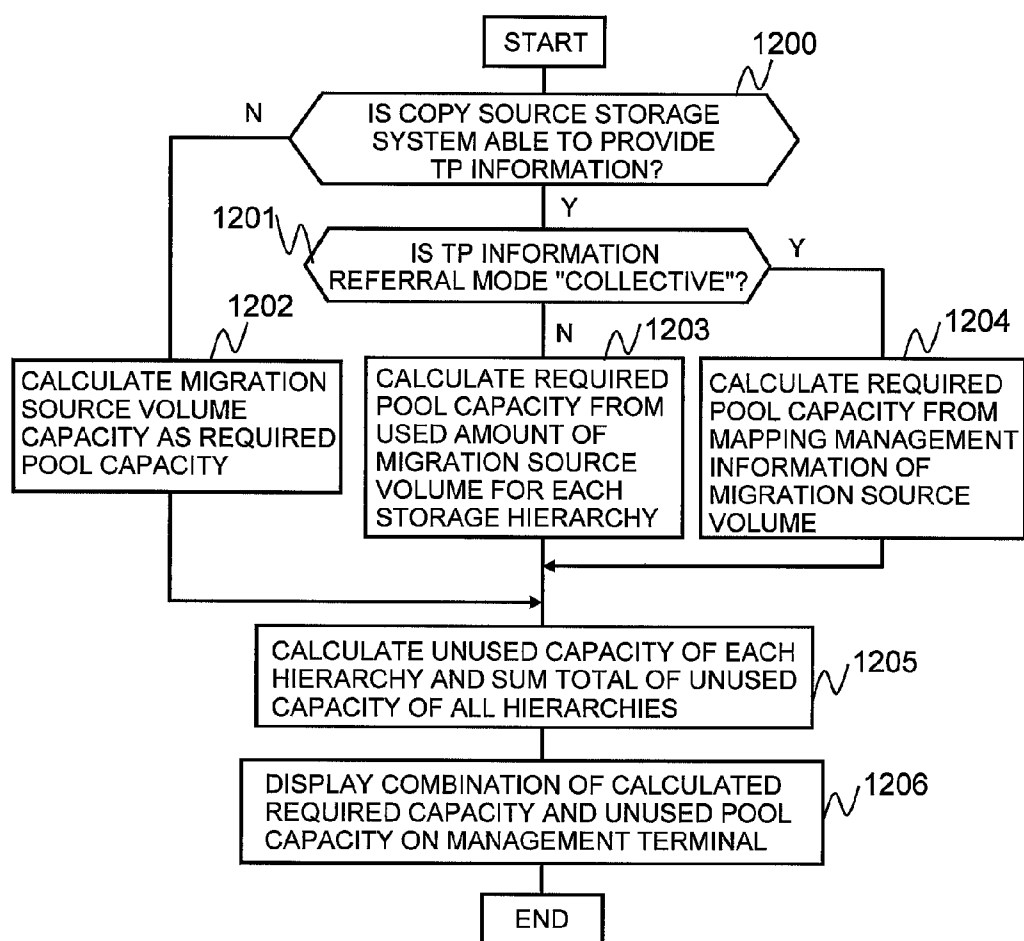 START
1200
N
IS COPY SOURCE STORAGE
SYSTEM ABLE TO PROVIDE
TP INFORMATION?
Y
1201
IS TP INFORMATION
REFERRAL MODE "COLLECTIVE"?
Y
N
1202
CALCULATE MIGRATION
SOURCE VOLUME
CAPACITY AS REQUIRED
POOL CAPACITY
1203
CALCULATE REQUIRED
POOL CAPACITY FROM
USED AMOUNT OF
MIGRATION SOURCE
VOLUME FOR EACH
STORAGE HIERARCHY
1204
CALCULATE REQUIRED
POOL CAPACITY FROM
MAPPING MANAGEMENT
INFORMATION OF
MIGRATION SOURCE
VOLUME
CALCULATE UNUSED CAPACITY OF EACH
HIERARCHY AND SUM TOTAL OF UNUSED
CAPACITY OF ALL HIERARCHIES
1205
DISPLAY COMBINATION OF CALCULATED
REQUIRED CAPACITY AND UNUSED POOL
CAPACITY ON MANAGEMENT TERMINAL
1206
END